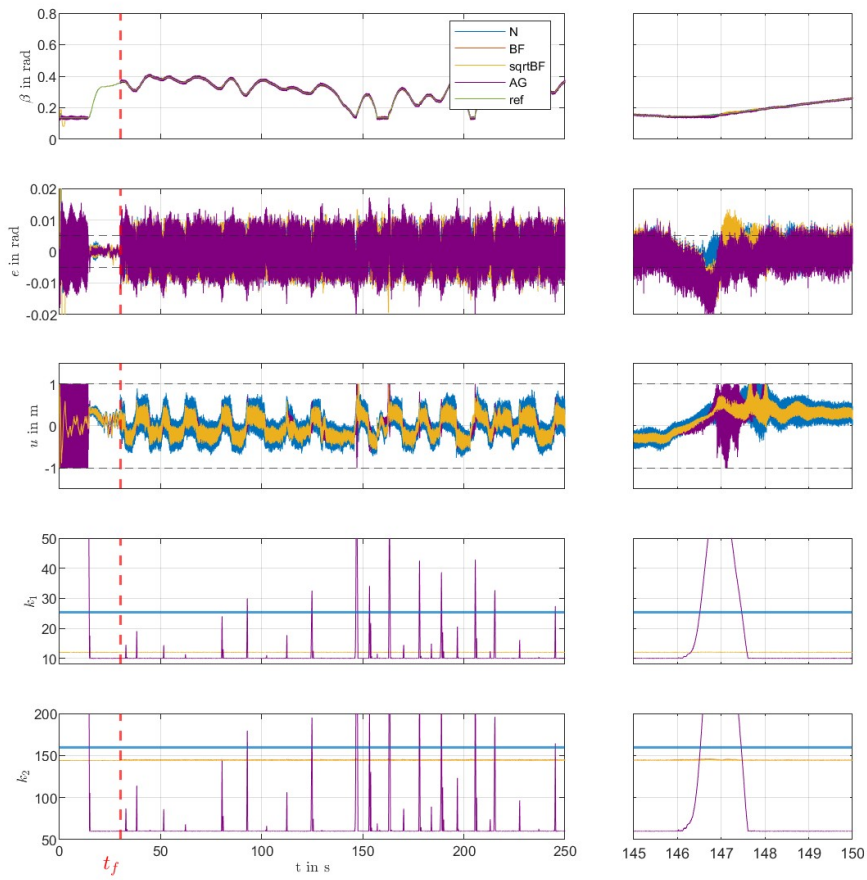 0.8
0.6
0.4
0.2
0
β in rad
N
BF
sqrtBF
AG
ref
0.02
0.01
0
-0.01
-0.02
e in rad
1
0
-1
u in m
50
40
30
20
10
k1
200
150
100
50
k2
0 50 100 150 200 250
t_f
t in s
145 146 147 148 149 150